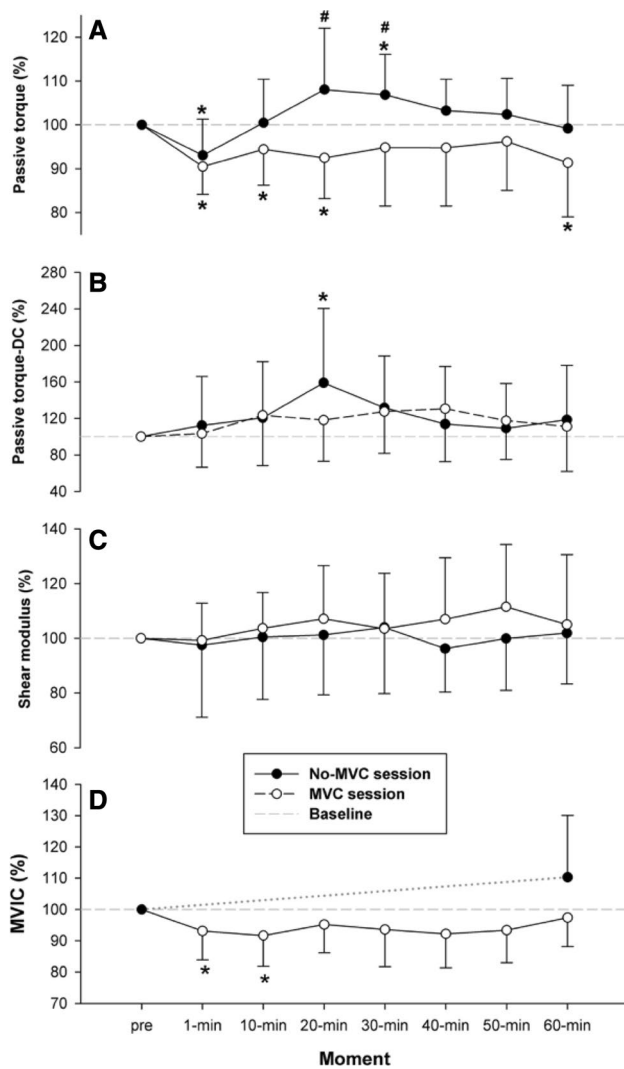 A
Passive torque (%)
120
110
100
90
80
#
#
*
*
*
*
*
*
B
Passive torque-DC (%)
280
240
200
160
120
80
40
*
C
Shear modulus (%)
140
120
100
80
60
No-MVC session
MVC session
Baseline
D
MVIC (%)
140
130
120
110
100
90
80
70
*
*
pre 1-min 10-min 20-min 30-min 40-min 50-min 60-min
Moment